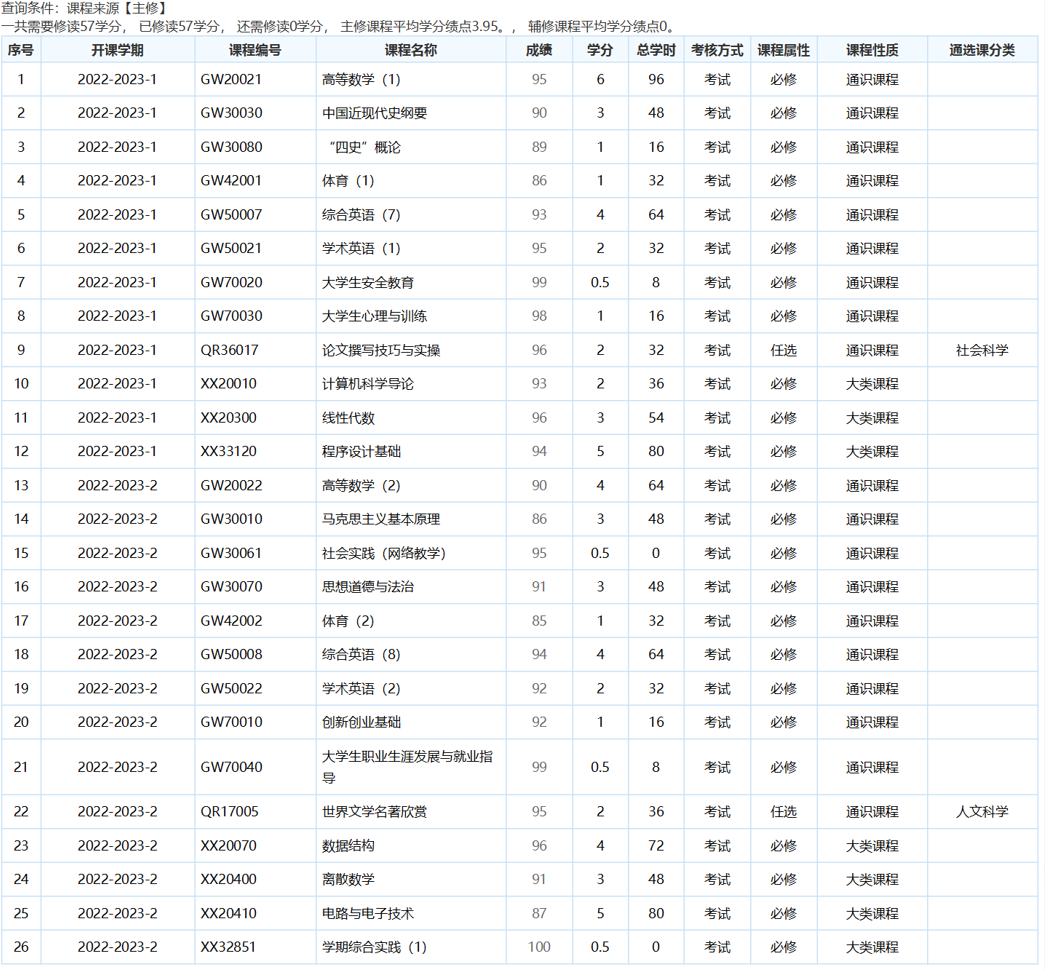 查询条件：课程来源【主修】
一共需要修读57学分， 已修读57学分， 还需修读0学分， 主修课程平均学分绩点3.95。， 辅修课程平均学分绩点0。
序号 开课学期 课程编号 课程名称 成绩 学分 总学时 考核方式 课程属性 课程性质 通选课分类
1 2022-2023-1 GW20021 高等数学（1） 95 6 96 考试 必修 通识课程
2 2022-2023-1 GW30030 中国近现代史纲要 90 3 48 考试 必修 通识课程
3 2022-2023-1 GW30080 “四史”概论 89 1 16 考试 必修 通识课程
4 2022-2023-1 GW42001 体育（1） 86 1 32 考试 必修 通识课程
5 2022-2023-1 GW50007 综合英语（7） 93 4 64 考试 必修 通识课程
6 2022-2023-1 GW50021 学术英语（1） 95 2 32 考试 必修 通识课程
7 2022-2023-1 GW70020 大学生安全教育 99 0.5 8 考试 必修 通识课程
8 2022-2023-1 GW70030 大学生心理与训练 98 1 16 考试 必修 通识课程
9 2022-2023-1 QR36017 论文撰写技巧与实操 96 2 32 考试 任选 通识课程 社会科学
10 2022-2023-1 XX20010 计算机科学导论 93 2 36 考试 必修 大类课程
11 2022-2023-1 XX20300 线性代数 96 3 54 考试 必修 大类课程
12 2022-2023-1 XX33120 程序设计基础 94 5 80 考试 必修 大类课程
13 2022-2023-2 GW20022 高等数学（2） 90 4 64 考试 必修 通识课程
14 2022-2023-2 GW30010 马克思主义基本原理 86 3 48 考试 必修 通识课程
15 2022-2023-2 GW30061 社会实践（网络教学） 95 0.5 0 考试 必修 通识课程
16 2022-2023-2 GW30070 思想道德与法治 91 3 48 考试 必修 通识课程
17 2022-2023-2 GW42002 体育（2） 85 1 32 考试 必修 通识课程
18 2022-2023-2 GW50008 综合英语（8） 94 4 64 考试 必修 通识课程
19 2022-2023-2 GW50022 学术英语（2） 92 2 32 考试 必修 通识课程
20 2022-2023-2 GW70010 创新创业基础 92 1 16 考试 必修 通识课程
21 2022-2023-2 GW70040 大学生职业生涯发展与就业指
导 99 0.5 8 考试 必修 通识课程
22 2022-2023-2 QR17005 世界文学名著欣赏 95 2 36 考试 任选 通识课程 人文科学
23 2022-2023-2 XX20070 数据结构 96 4 72 考试 必修 大类课程
24 2022-2023-2 XX20400 离散数学 91 3 48 考试 必修 大类课程
25 2022-2023-2 XX20410 电路与电子技术 87 5 80 考试 必修 大类课程
26 2022-2023-2 XX32851 学期综合实践（1） 100 0.5 0 考试 必修 大类课程